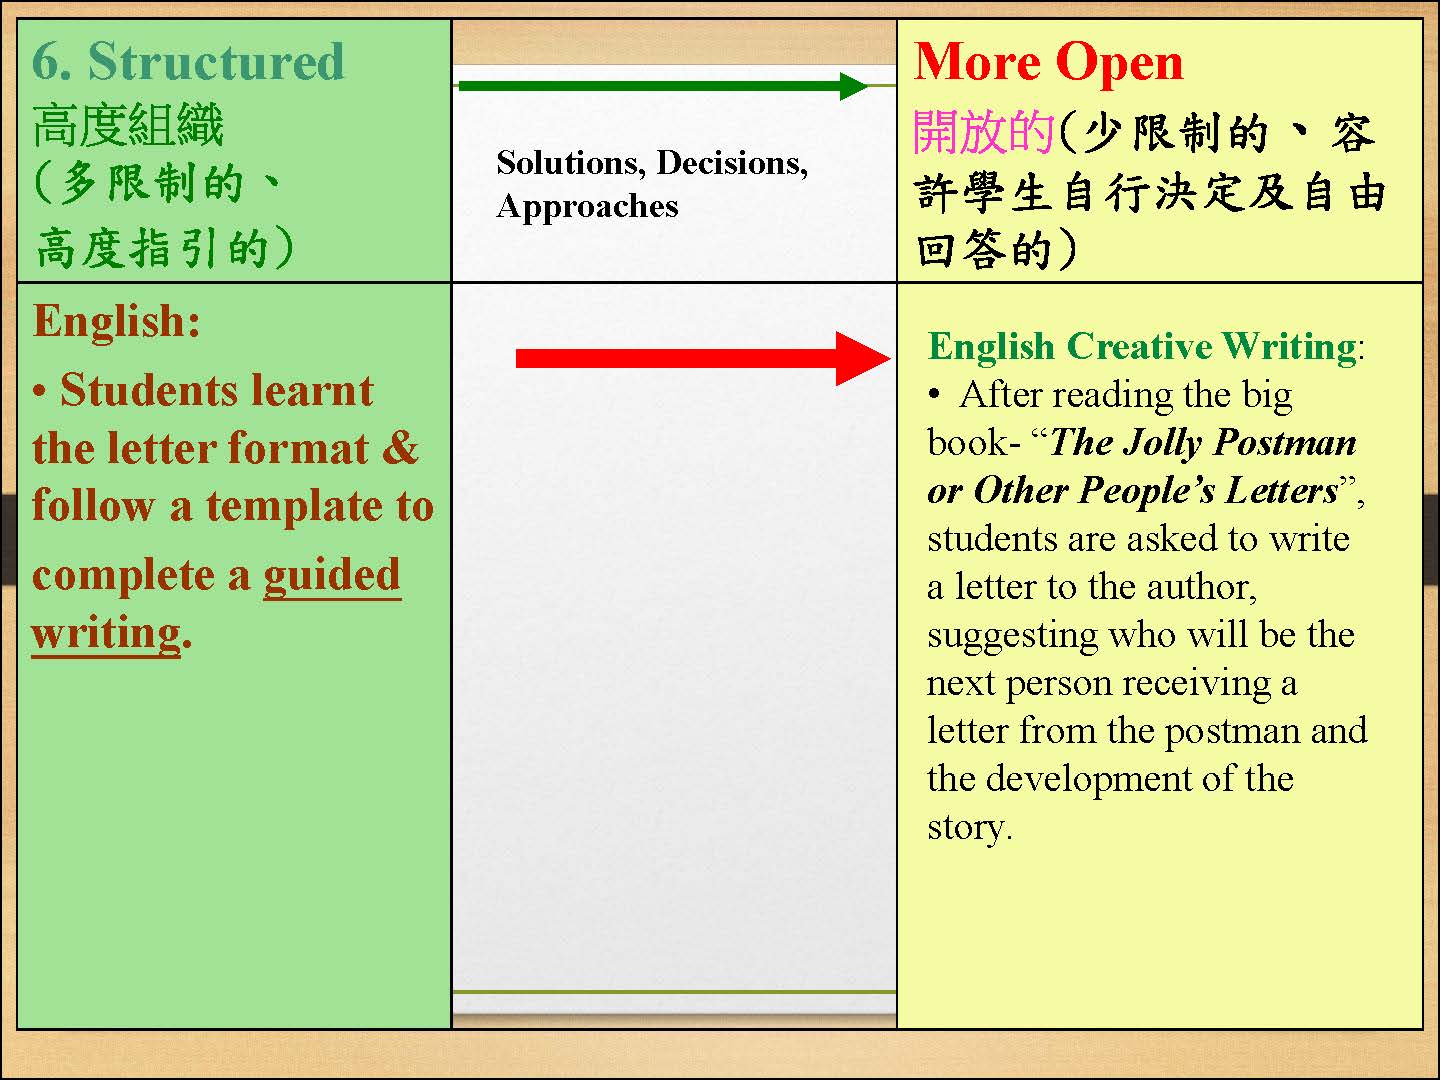 6. Structured
高度組織
(多限制的、
高度指引的)
Solutions, Decisions,
Approaches
More Open
開放的(少限制的、容
許學生自行決定及自由
回答的)
English:
• Students learnt
the letter format &
follow a template to
complete a guided
writing.
English Creative Writing:
• After reading the big
book- “The Jolly Postman
or Other People’s Letters”,
students are asked to write
a letter to the author,
suggesting who will be the
next person receiving a
letter from the postman and
the development of the
story.